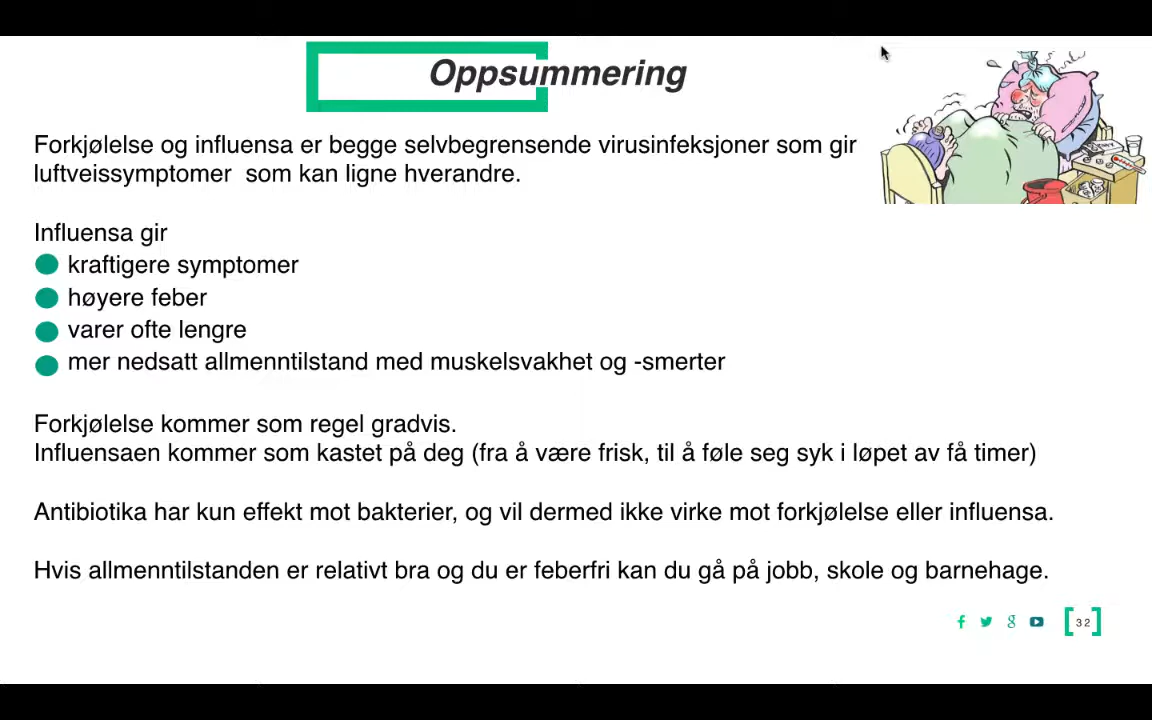 Oppsummering
Forkjølelse og influensa er begge selvbegrensende virusinfeksjoner som gir
luftveissymptomer som kan ligne hverandre.
Influensa gir
kraftigere symptomer
høyere feber
varer ofte lengre
mer nedsatt allmenntilstand med muskelsvakhet og -smerter
Forkjølelse kommer som regel gradvis.
Influensaen kommer som kastet på deg (fra å være frisk, til å føle seg syk i løpet av få timer)
Antibiotika har kun effekt mot bakterier, og vil dermed ikke virke mot forkjølelse eller influensa.
Hvis allmenntilstanden er relativt bra og du er feberfri kan du gå på jobb, skole og barnehage.
32